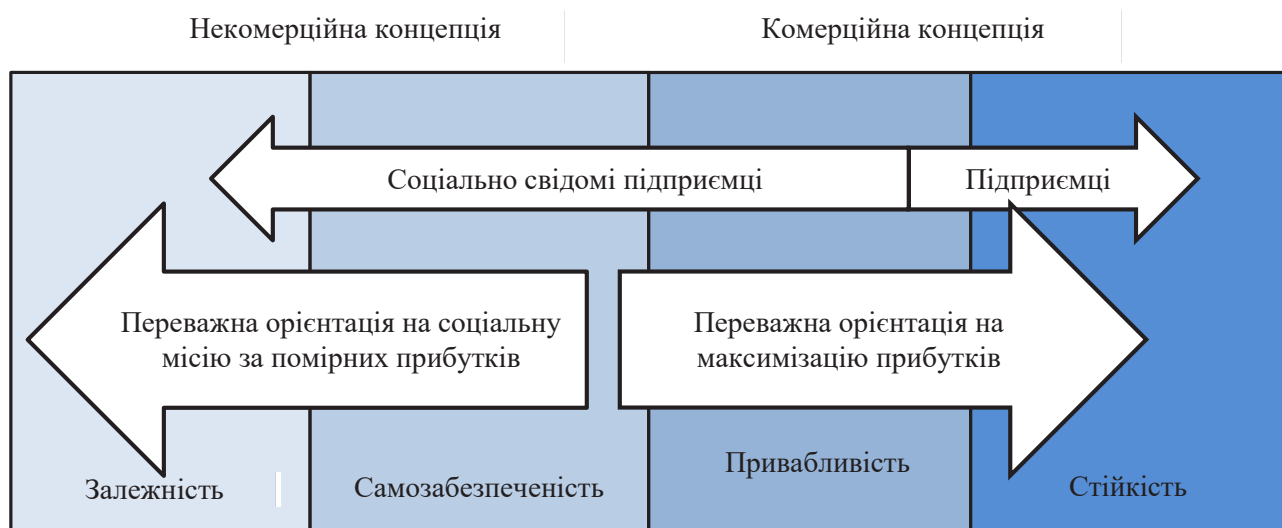 Некомерційна концепція
Комерційна концепція
Соціально свідомі підприємці
Підприємці
Переважна орієнтація на соціальну
місію за помірних прибутків
Переважна орієнтація на
максимізацію прибутків
Залежність
Самозабезпеченість
Привабливість
Стійкість